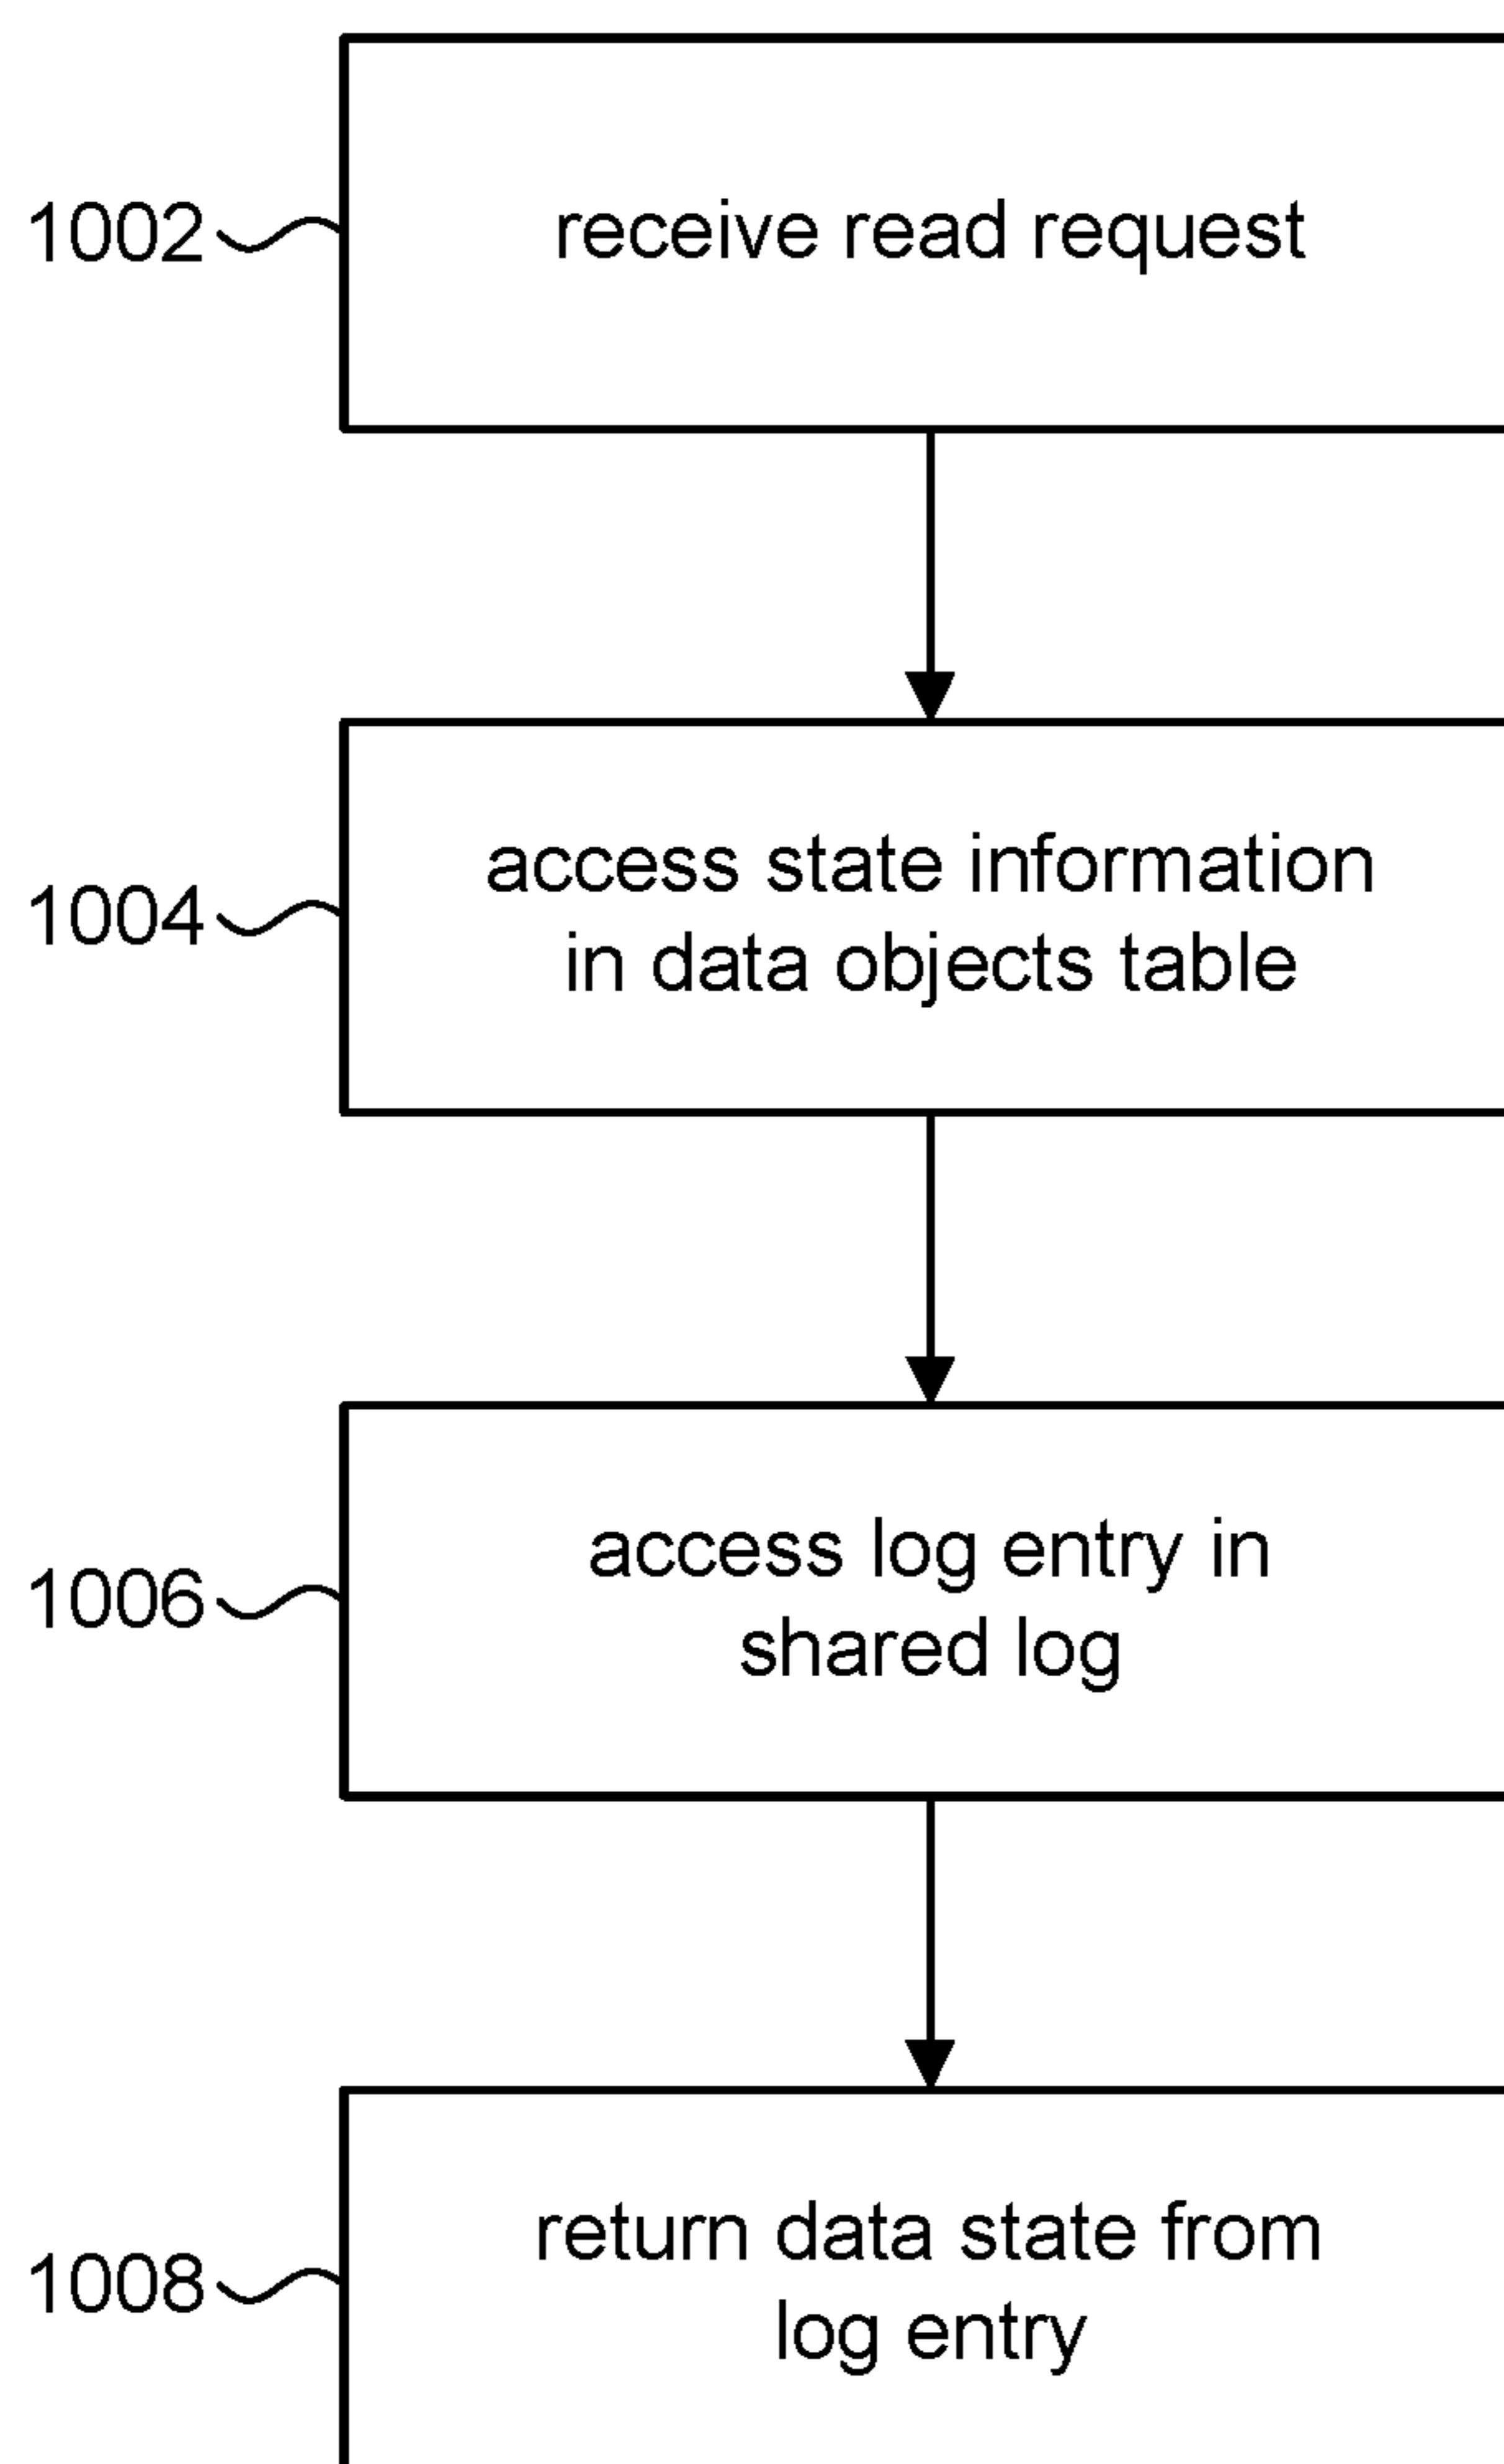 1002
receive read request
1004
access state information
in data objects table
1006
access log entry in
shared log
1008
return data state from
log entry